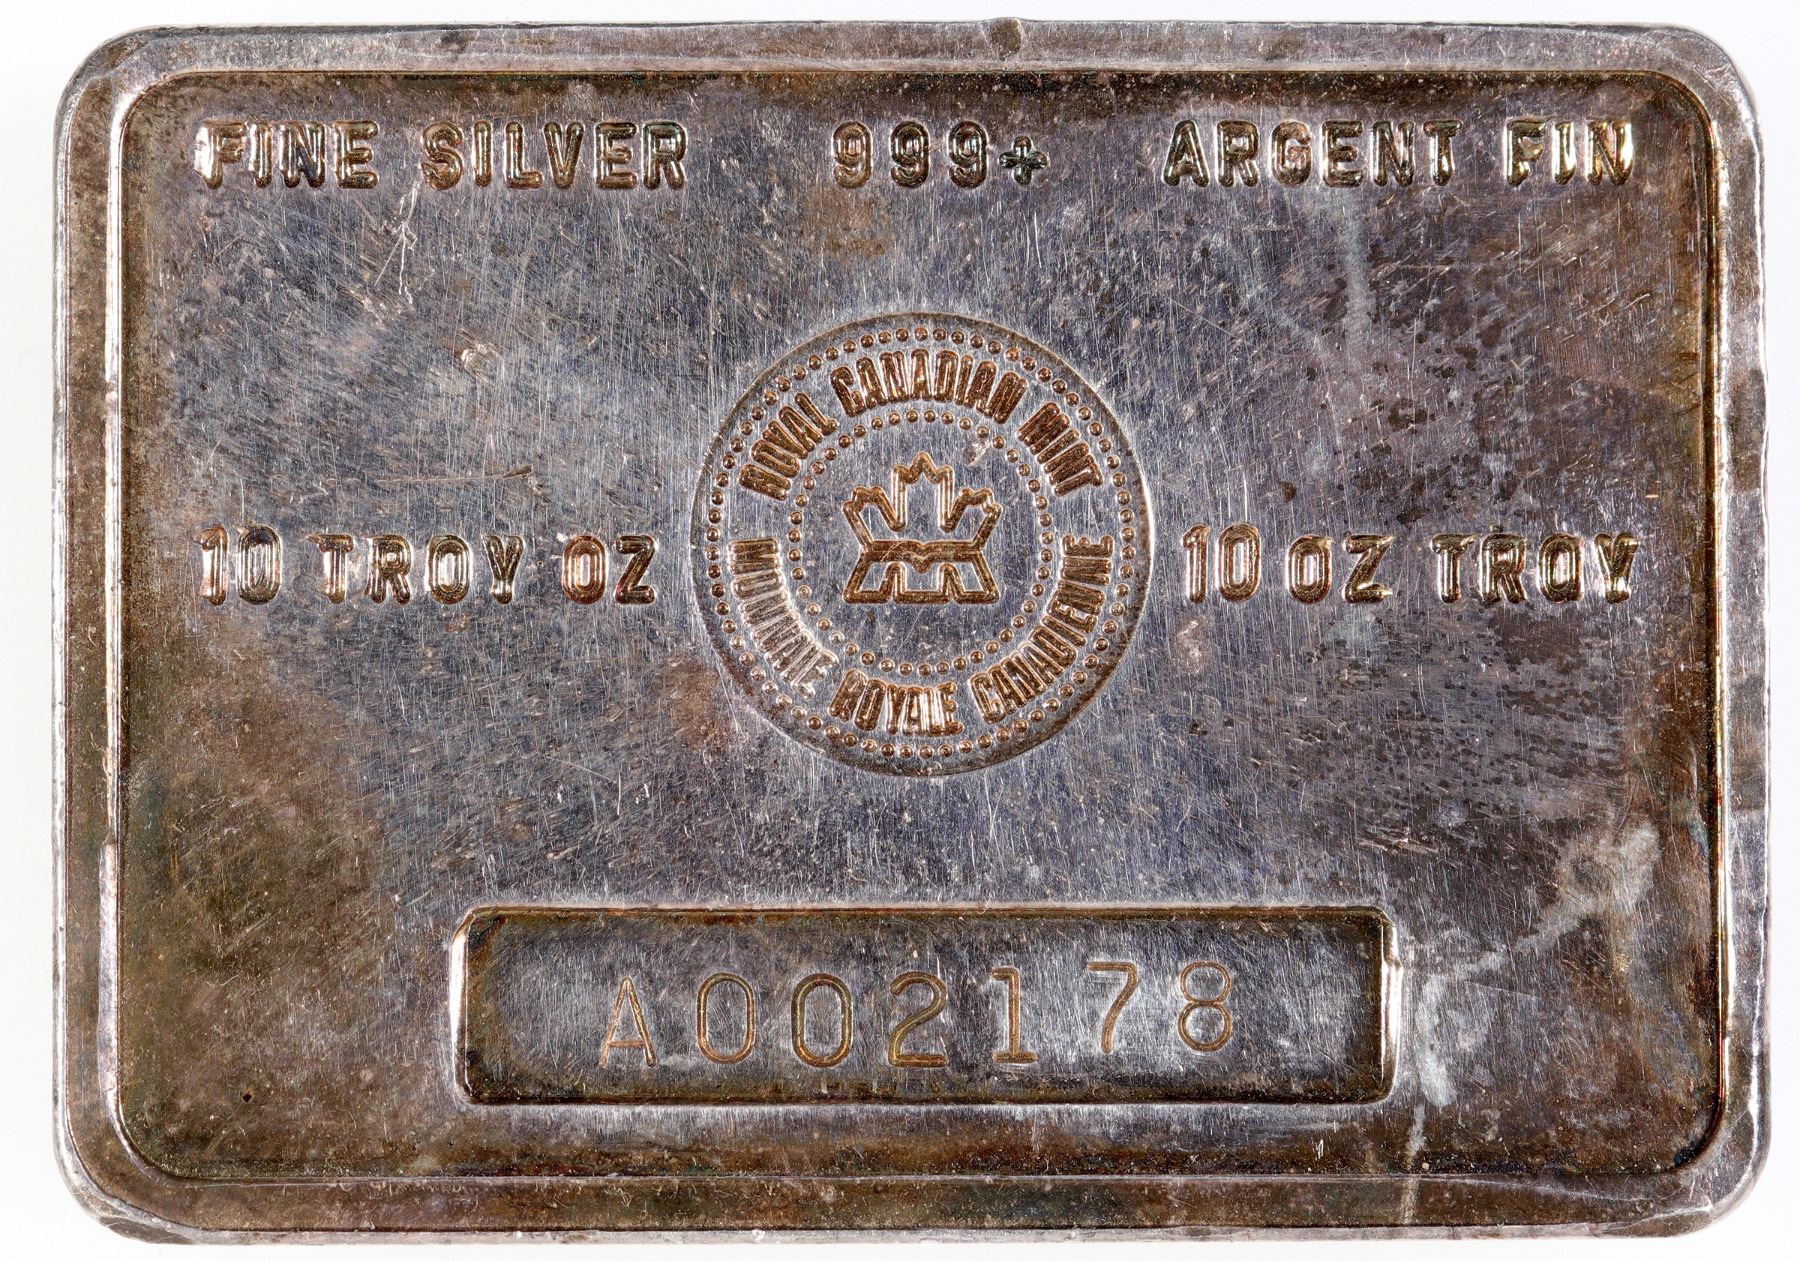 FINE SILVER 999+ ARGENT FIN
ROYAL CANADIAN MINT
10 TROY OZ 10 OZ TROY
MONNAIE ROYALE CANADIENNE
A002178